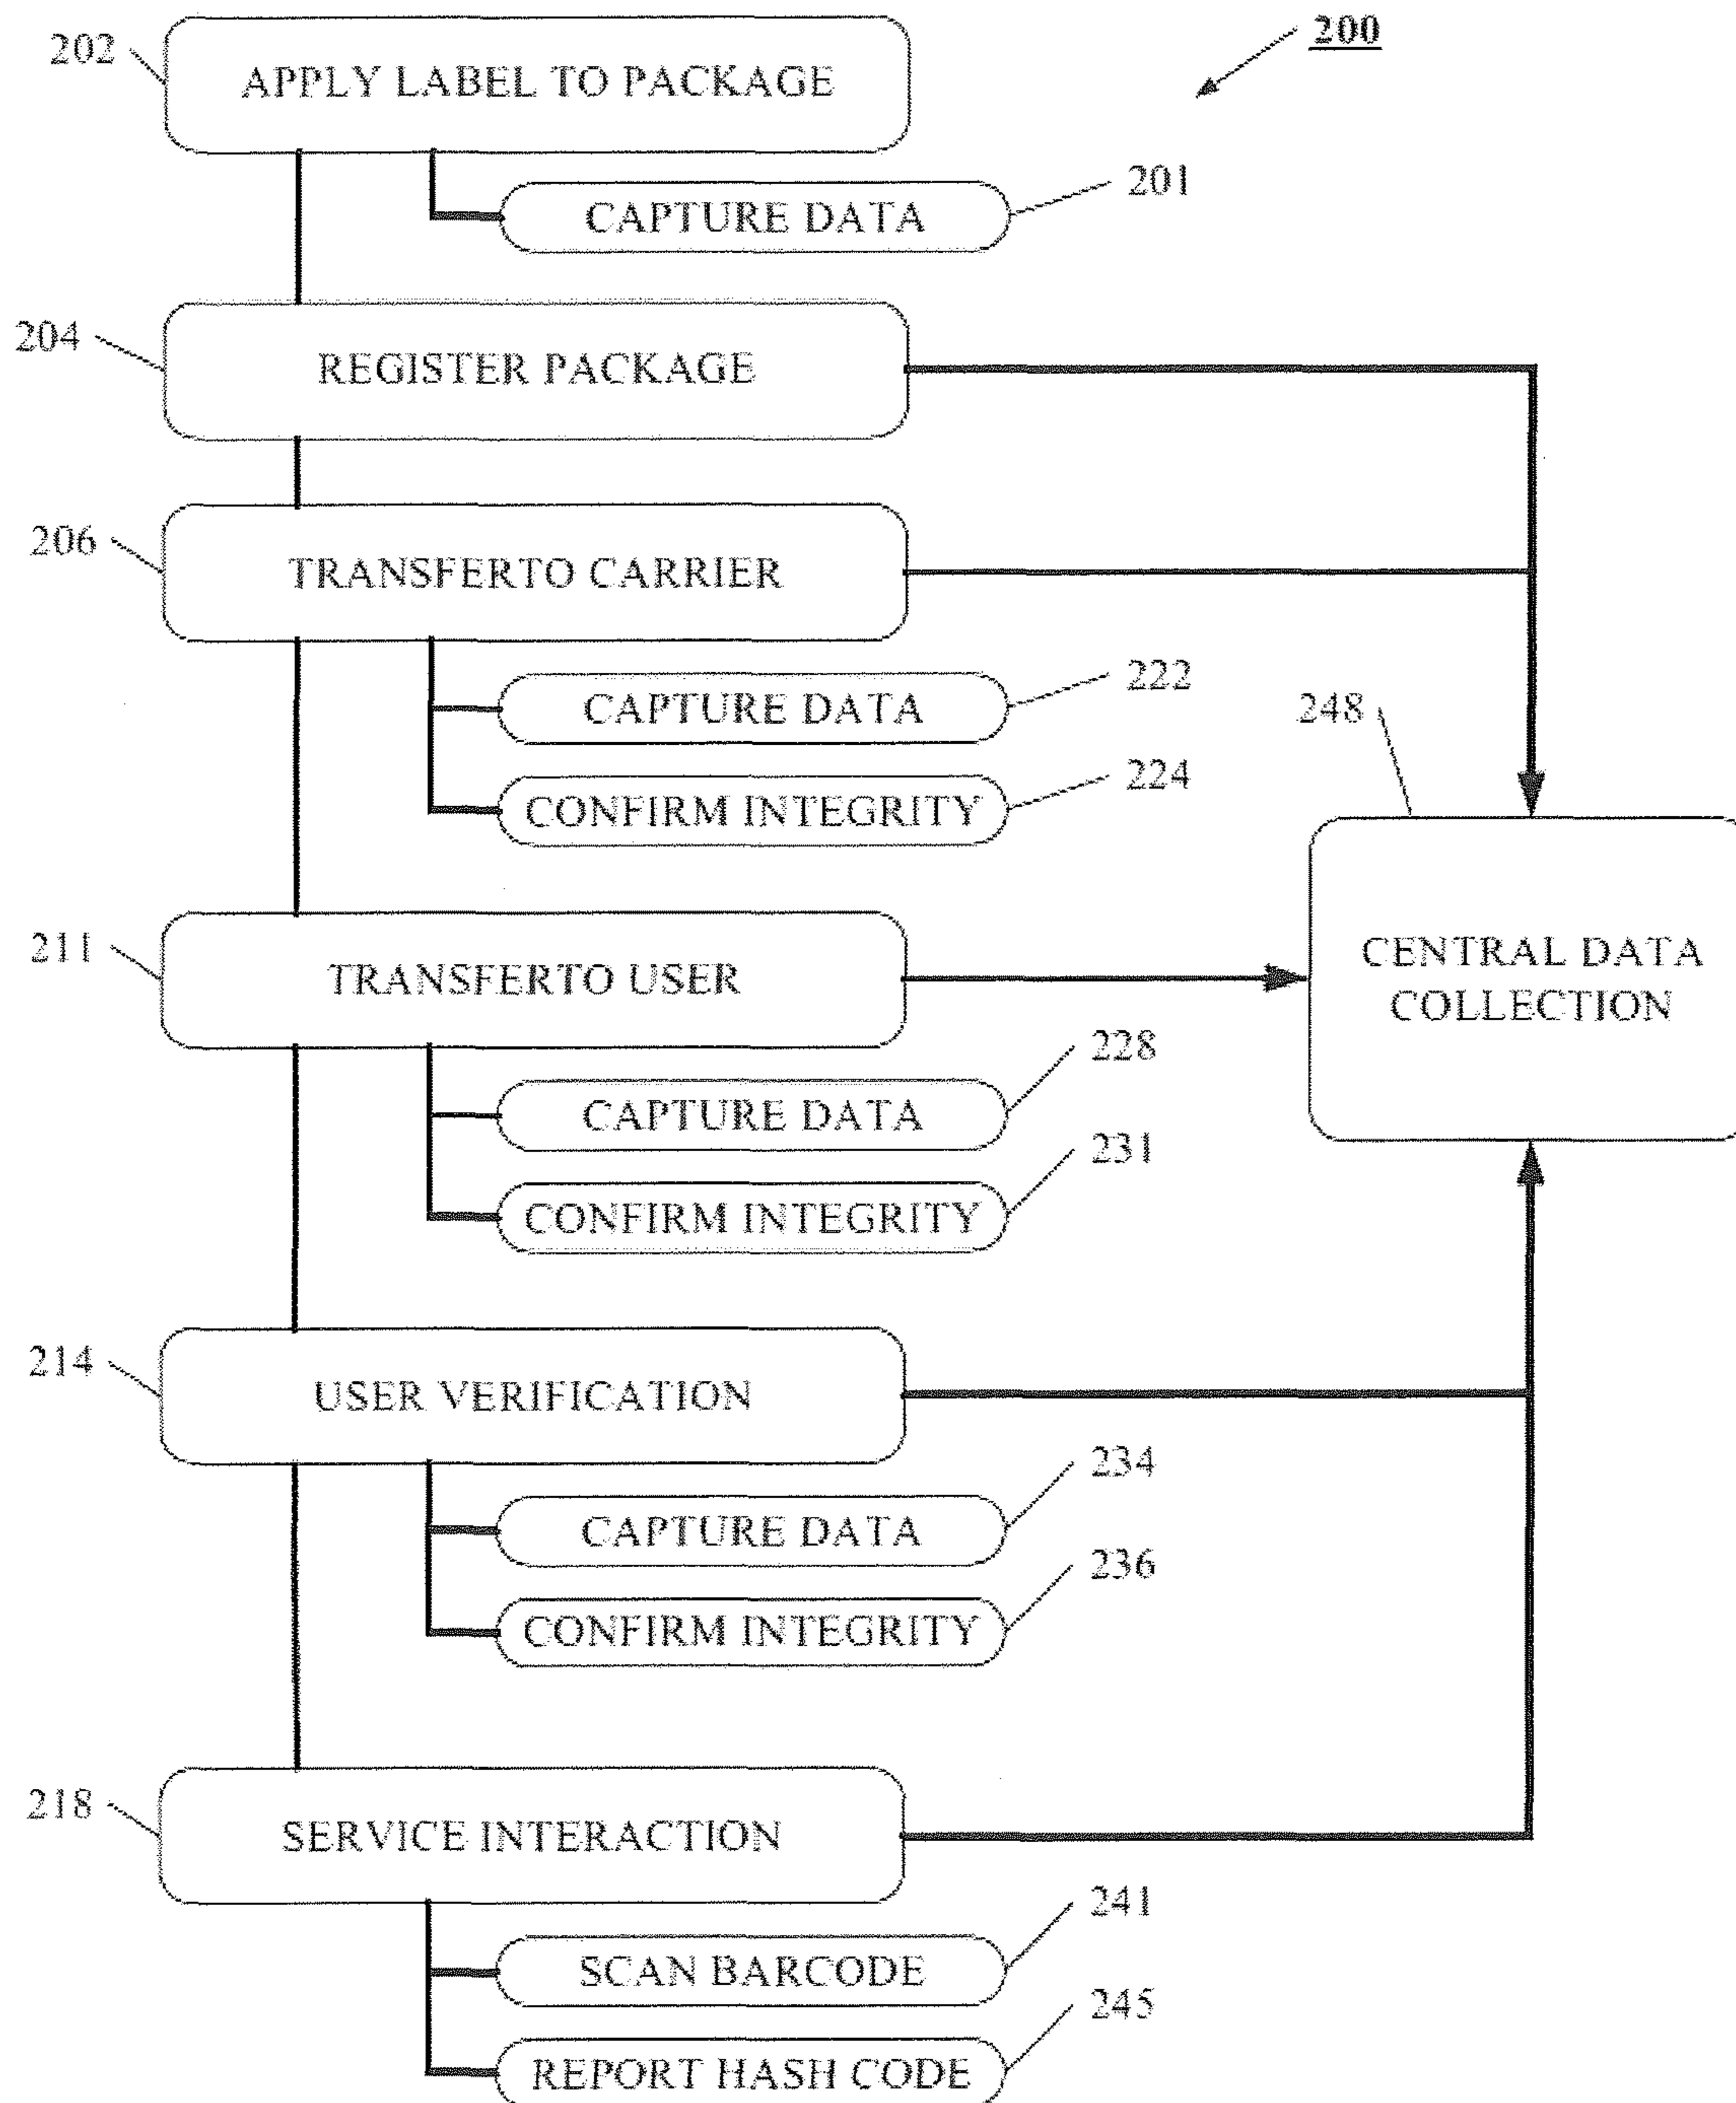 200
202
APPLY LABEL TO PACKAGE
201
CAPTURE DATA
204
REGISTER PACKAGE
206
TRANSFERTO CARRIER
222
CAPTURE DATA
248
224
CONFIRM INTEGRITY
211
TRANSFERTO USER
CENTRAL DATA
COLLECTION
228
CAPTURE DATA
231
CONFIRM INTEGRITY
214
USER VERIFICATION
234
CAPTURE DATA
236
CONFIRM INTEGRITY
218
SERVICE INTERACTION
241
SCAN BARCODE
245
REPORT HASH CODE